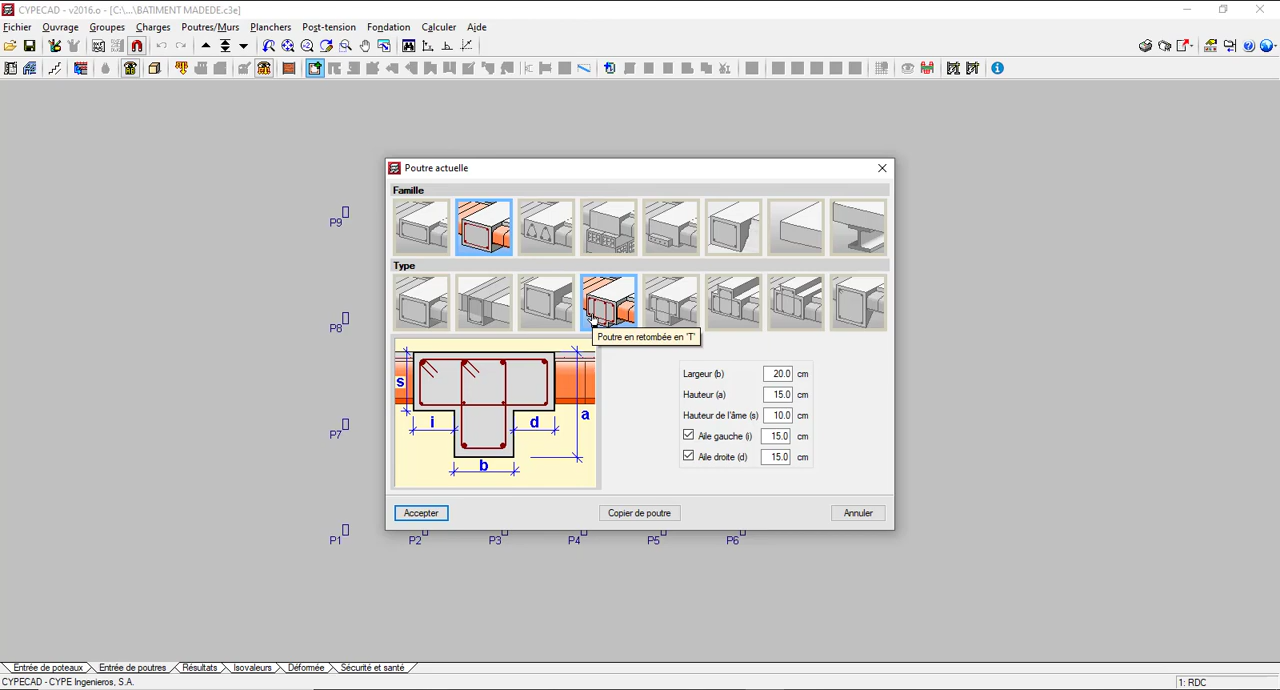 CYPECAD - v2016.o - [C:\...\BATIMENT MADEDE.c3e]
Fichier Ouvrage Groupes Charges Poutres/Murs Planchers Post-tension Fondation Calculer Aide
Poutre actuelle
Famille
P9
Type
P8
Poutre en retombée en 'T'
Largeur (b) 20.0 cm
s
Hauteur (a) 15.0 cm
i d a
Hauteur de l'âme (s) 10.0 cm
P7
Aile gauche (i) 15.0 cm
b
Aile droite (d) 15.0 cm
Accepter Copier de poutre Annuler
P1 P2 P3 P4 P5 P6
Entrée de poteaux Entrée de poutres Résultats Isovaleurs Déformée Sécurité et santé
CYPECAD - CYPE Ingenieros, S.A. 1: RDC